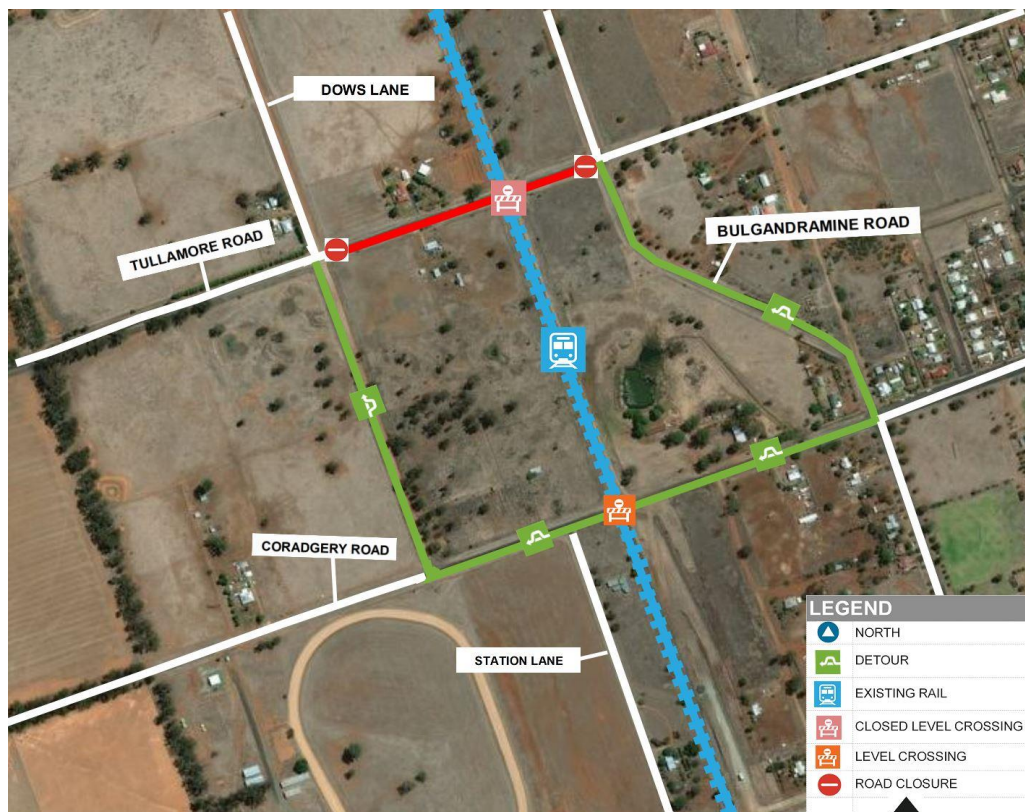 DOWS LANE
TULLAMORE ROAD
BULGANDRAMINE ROAD
CORADGERY ROAD
STATION LANE
LEGEND
NORTH
DETOUR
EXISTING RAIL
CLOSED LEVEL CROSSING
LEVEL CROSSING
ROAD CLOSURE